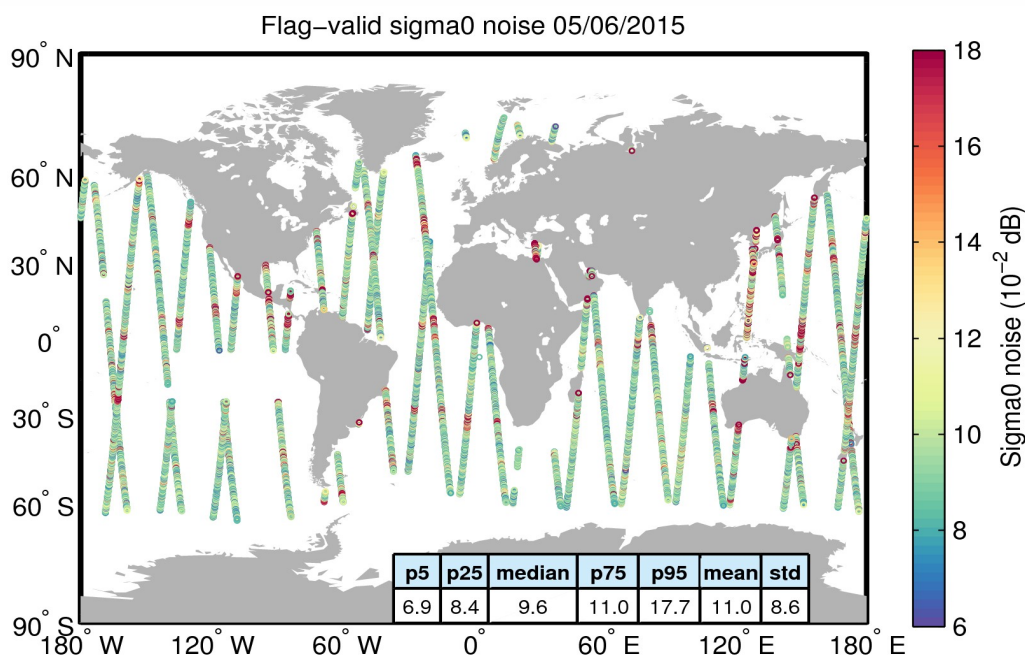 Flag−valid sigma0 noise 05/06/2015
90° N
60° N
30° N
0°
30° S
60° S
90° S
180° W
120° W
60° W
0°
60° E
120° E
180° E
p5 p25 median p75 p95 mean std
6.9 8.4 9.6 11.0 17.7 11.0 8.6
18
16
14
12
10
8
6
Sigma0 noise (10⁻² dB)